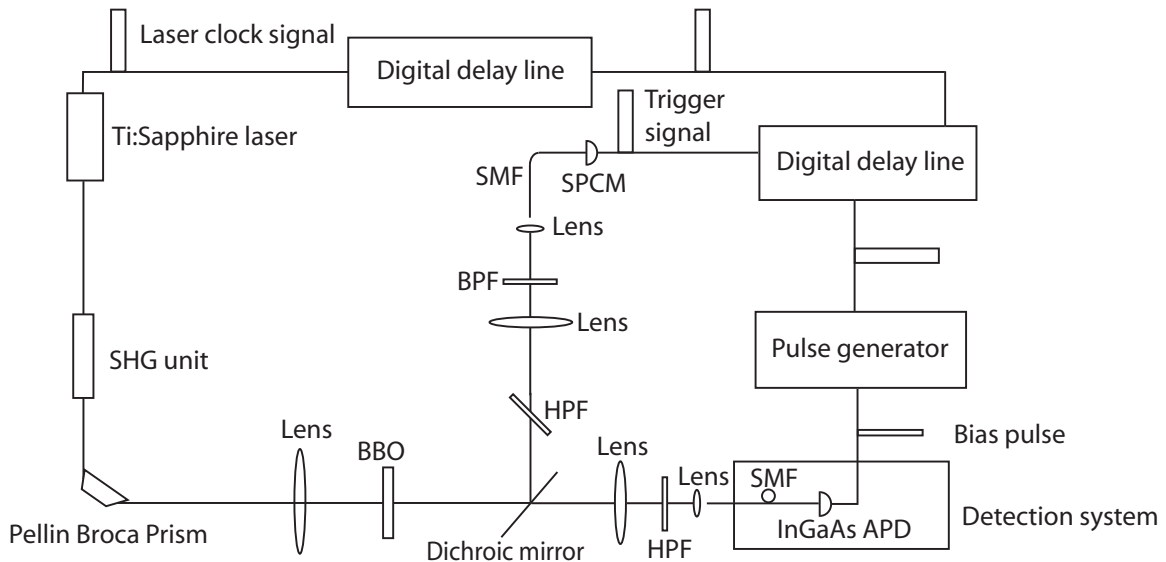 Laser clock signal
Digital delay line
Trigger
signal
Ti:Sapphire laser
Digital delay line
SMF
SPCM
Lens
BPF
Lens
Pulse generator
SHG unit
HPF
Bias pulse
Lens
BBO
Lens
Lens
SMF
Pellin Broca Prism
Dichroic mirror
HPF
InGaAs APD
Detection system